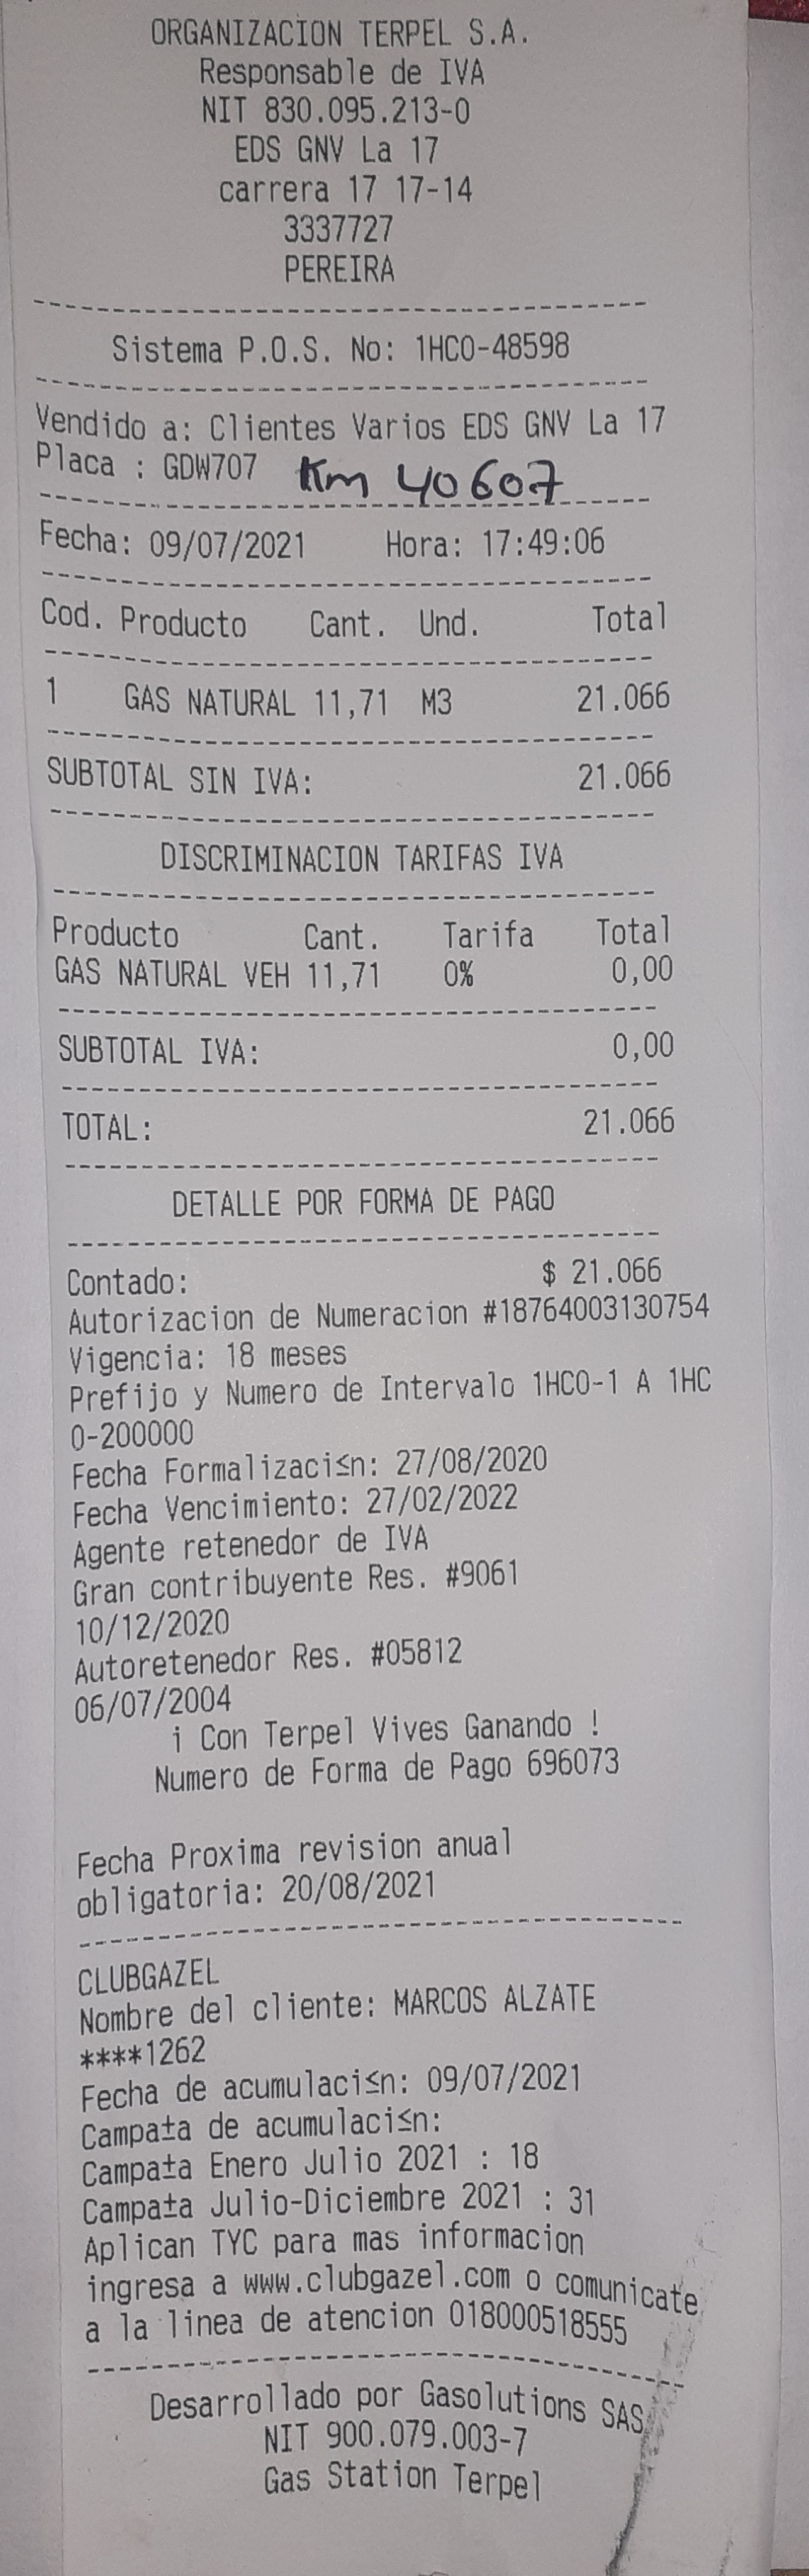 ORGANIZACION TERPEL S.A.
Responsable de IVA
NIT 830.095.213-0
EDS GNV La 17
carrera 17 17-14
3337727
PEREIRA
Sistema P.O.S. No: 1HC0-48598
Vendido a: Clientes Varios EDS GNV La 17
Placa : GDW707 Km 40607
Fecha: 09/07/2021 Hora: 17:49:06
Cod. Producto Cant. Und. Total
1 GAS NATURAL 11,71 M3 21.066
SUBTOTAL SIN IVA: 21.066
DISCRIMINACION TARIFAS IVA
Producto Cant. Tarifa Total
GAS NATURAL VEH 11,71 0% 0,00
SUBTOTAL IVA: 0,00
TOTAL: 21.066
DETALLE POR FORMA DE PAGO
Contado: $ 21.066
Autorizacion de Numeracion #18764003130754
Vigencia: 18 meses
Prefijo y Numero de Intervalo 1HC0-1 A 1HC
0-200000
Fecha Formalizaci≤n: 27/08/2020
Fecha Vencimiento: 27/02/2022
Agente retenedor de IVA
Gran contribuyente Res. #9061
10/12/2020
Autoretenedor Res. #05812
06/07/2004
¡ Con Terpel Vives Ganando !
Numero de Forma de Pago 696073
Fecha Proxima revision anual
obligatoria: 20/08/2021
CLUBGAZEL
Nombre del cliente: MARCOS ALZATE
****1262
Fecha de acumulaci≤n: 09/07/2021
Campa±a de acumulaci≤n:
Campa±a Enero Julio 2021 : 18
Campa±a Julio-Diciembre 2021 : 31
Aplican TYC para mas informacion
ingresa a www.clubgazel.com o comunicate
a la linea de atencion 018000518555
Desarrollado por Gasolutions SAS
NIT 900.079.003-7
Gas Station Terpel